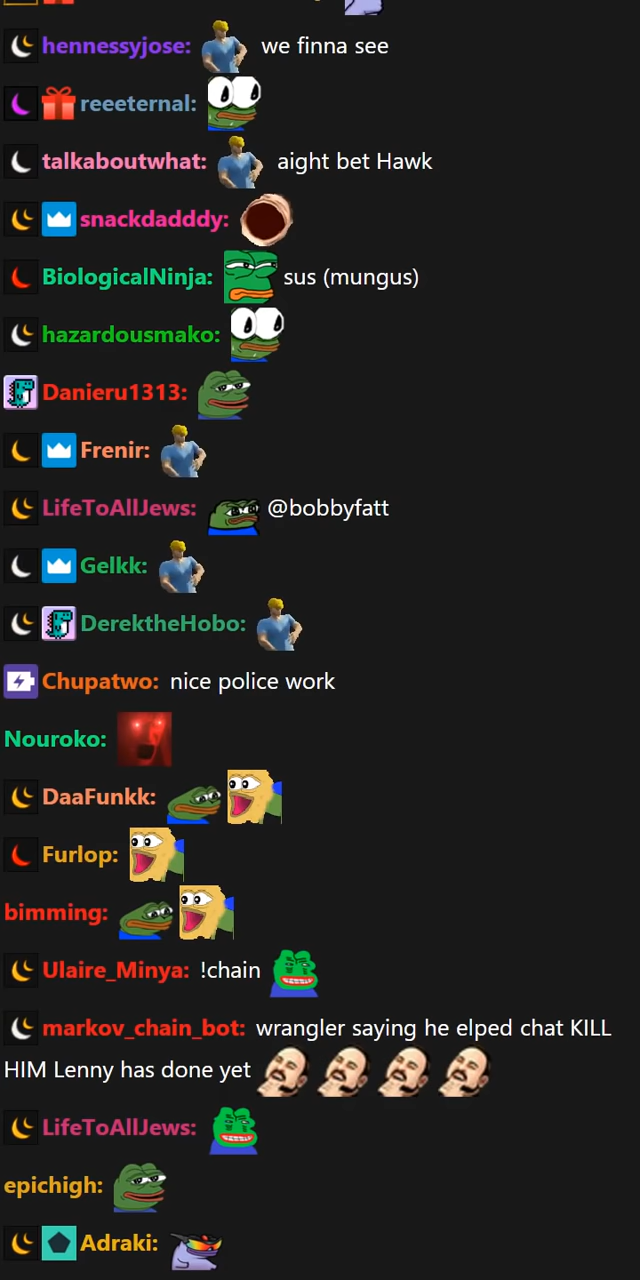 hennessyjose: we finna see
reeeternal:
talkaboutwhat: aight bet Hawk
snackdadddy:
BiologicalNinja: sus (mungus)
hazardousmako:
Danieru1313:
Frenir:
LifeToAllJews: @bobbyfatt
Gelkk:
DerektheHobo:
Chupatwo: nice police work
Nouroko:
DaaFunkk:
Furlop:
bimming:
Ulaire_Minya: !chain
markov_chain_bot: wrangler saying he elped chat KILL
HIM Lenny has done yet
LifeToAllJews:
epichigh:
Adraki: